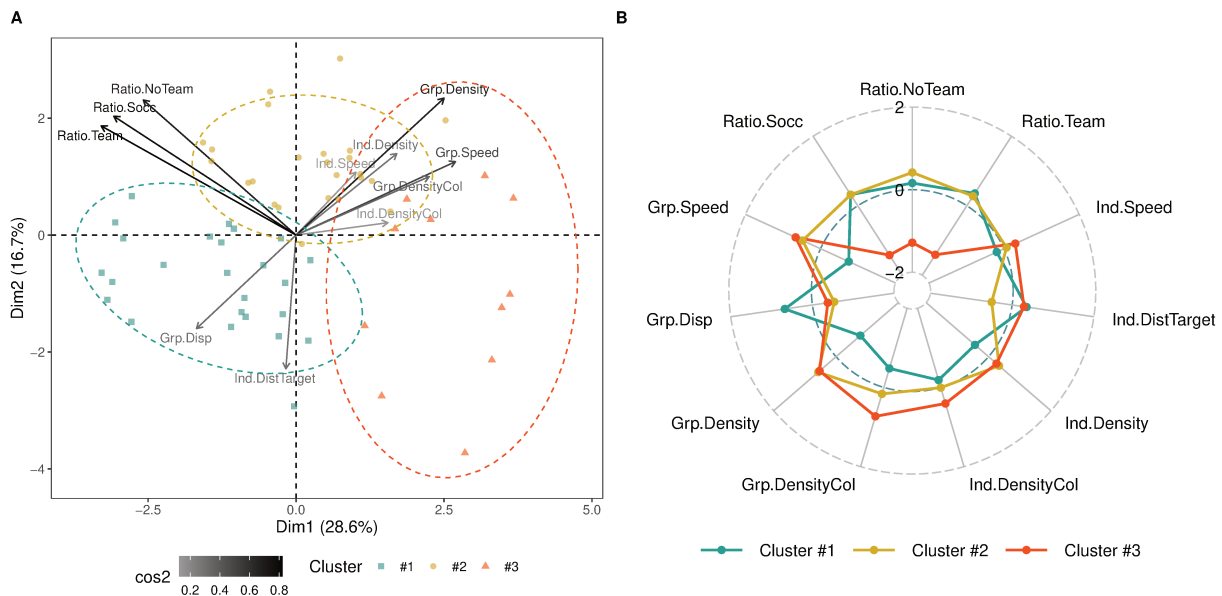 A
Ratio.NoTeam
Ratio.Socc
Ratio.Team
Grp.Density
Ind.Density
Grp.Speed
Ind.Speed
Grp.DensityCol
Ind.DensityCol
Grp.Disp
Ind.DistTarget
2
0
−2
−4
−2.5
0.0
2.5
5.0
Dim1 (28.6%)
Dim2 (16.7%)
cos2
0.2 0.4 0.6 0.8
Cluster #1 #2 #3
B
Ratio.NoTeam
Ratio.Team
Ind.Speed
Ind.DistTarget
Ind.Density
Ind.DensityCol
Grp.DensityCol
Grp.Density
Grp.Disp
Grp.Speed
Ratio.Socc
2
0
−2
Cluster #1 Cluster #2 Cluster #3